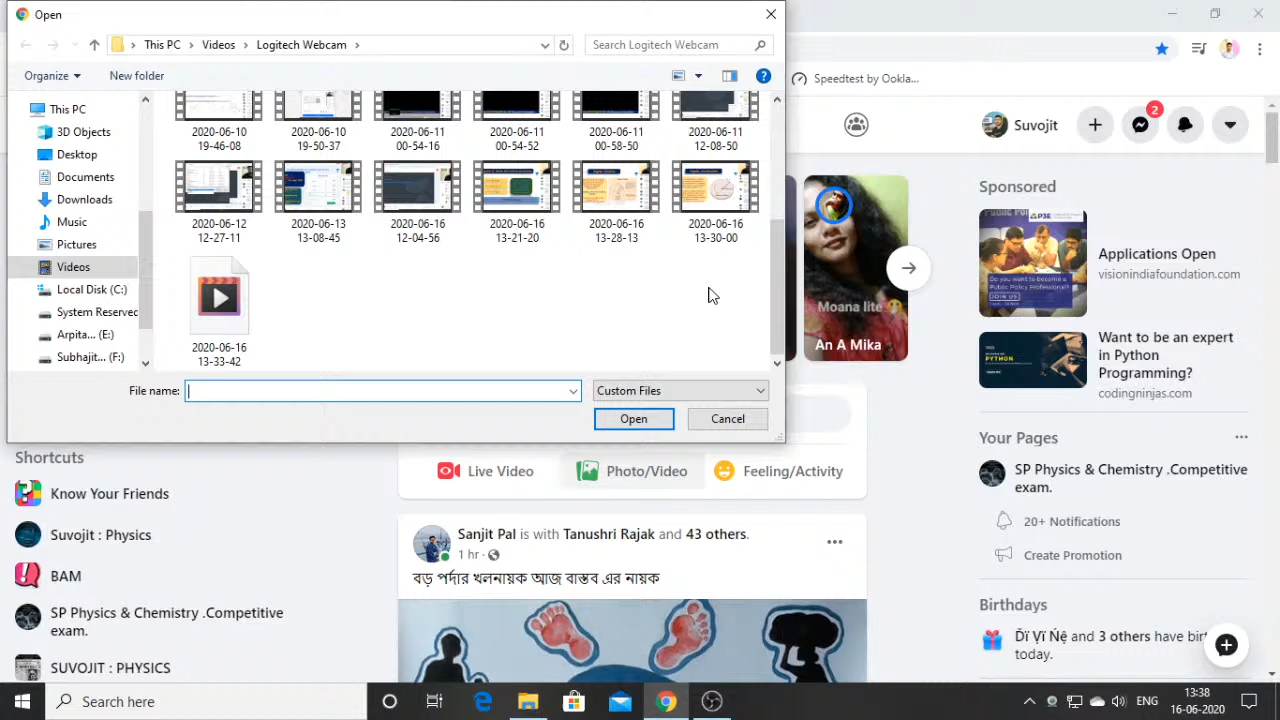 Open
This PC
Videos
Logitech Webcam
Search Logitech Webcam
Organize
New folder
Speedtest by Ookla...
This PC
3D Objects
Desktop
Documents
Downloads
Music
Pictures
Videos
Local Disk (C:)
System Reserved
Arpita... (E:)
Subhajit... (F:)
2020-06-10
19-46-08
2020-06-10
19-50-37
2020-06-11
00-54-16
2020-06-11
00-54-52
2020-06-11
00-58-50
2020-06-11
12-08-50
2020-06-12
12-27-11
2020-06-13
13-08-45
2020-06-16
12-04-56
2020-06-16
13-21-20
2020-06-16
13-28-13
2020-06-16
13-30-00
2020-06-16
13-33-42
File name:
Custom Files
Open
Cancel
Suvojit
2
Moana lite
An A Mika
Sponsored
JOIN US
Applications Open
visionindiafoundation.com
PYTHON
Want to be an expert
in Python
Programming?
codingninjas.com
Your Pages
SP Physics & Chemistry .Competitive
exam.
20+ Notifications
Create Promotion
Birthdays
and 3 others have
today.
Shortcuts
Know Your Friends
Suvojit : Physics
BAM
SP Physics & Chemistry .Competitive
exam.
SUVOJIT : PHYSICS
Live Video
Photo/Video
Feeling/Activity
Sanjit Pal is with Tanushri Rajak and 43 others.
1 hr ·
বড় পর্দার খলনায়ক আজ বাস্তব এর নায়ক
Search here
ENG
13:38
16-06-2020